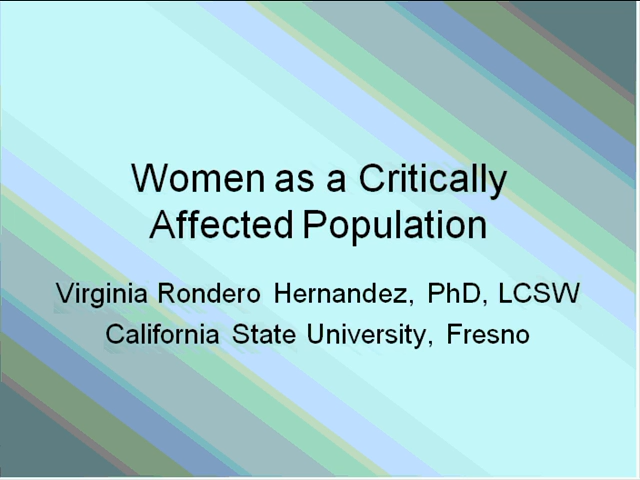 Women as a Critically
Affected Population
Virginia Rondero Hernandez, PhD, LCSW
California State University, Fresno